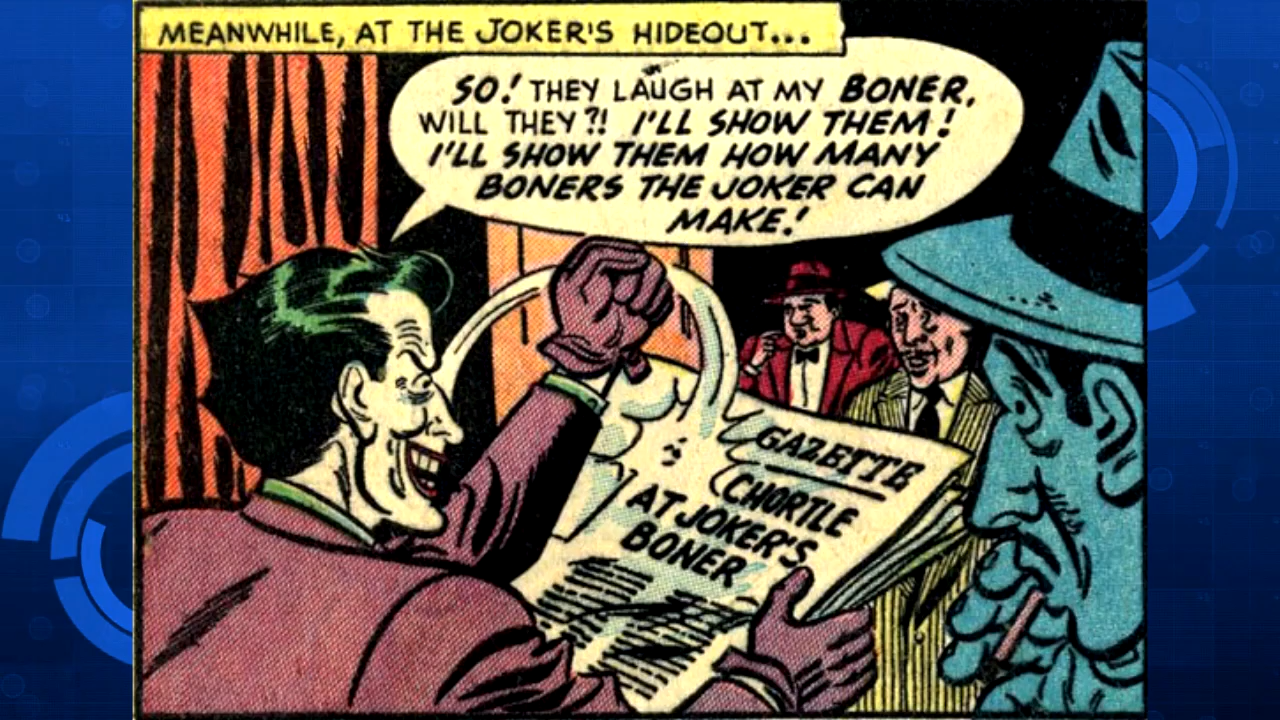 MEANWHILE, AT THE JOKER'S HIDEOUT...
SO! THEY LAUGH AT MY BONER,
WILL THEY?! I'LL SHOW THEM!
I'LL SHOW THEM HOW MANY
BONERS THE JOKER CAN
MAKE!
GAZETTE
CHORTLE
AT JOKER'S
BONER